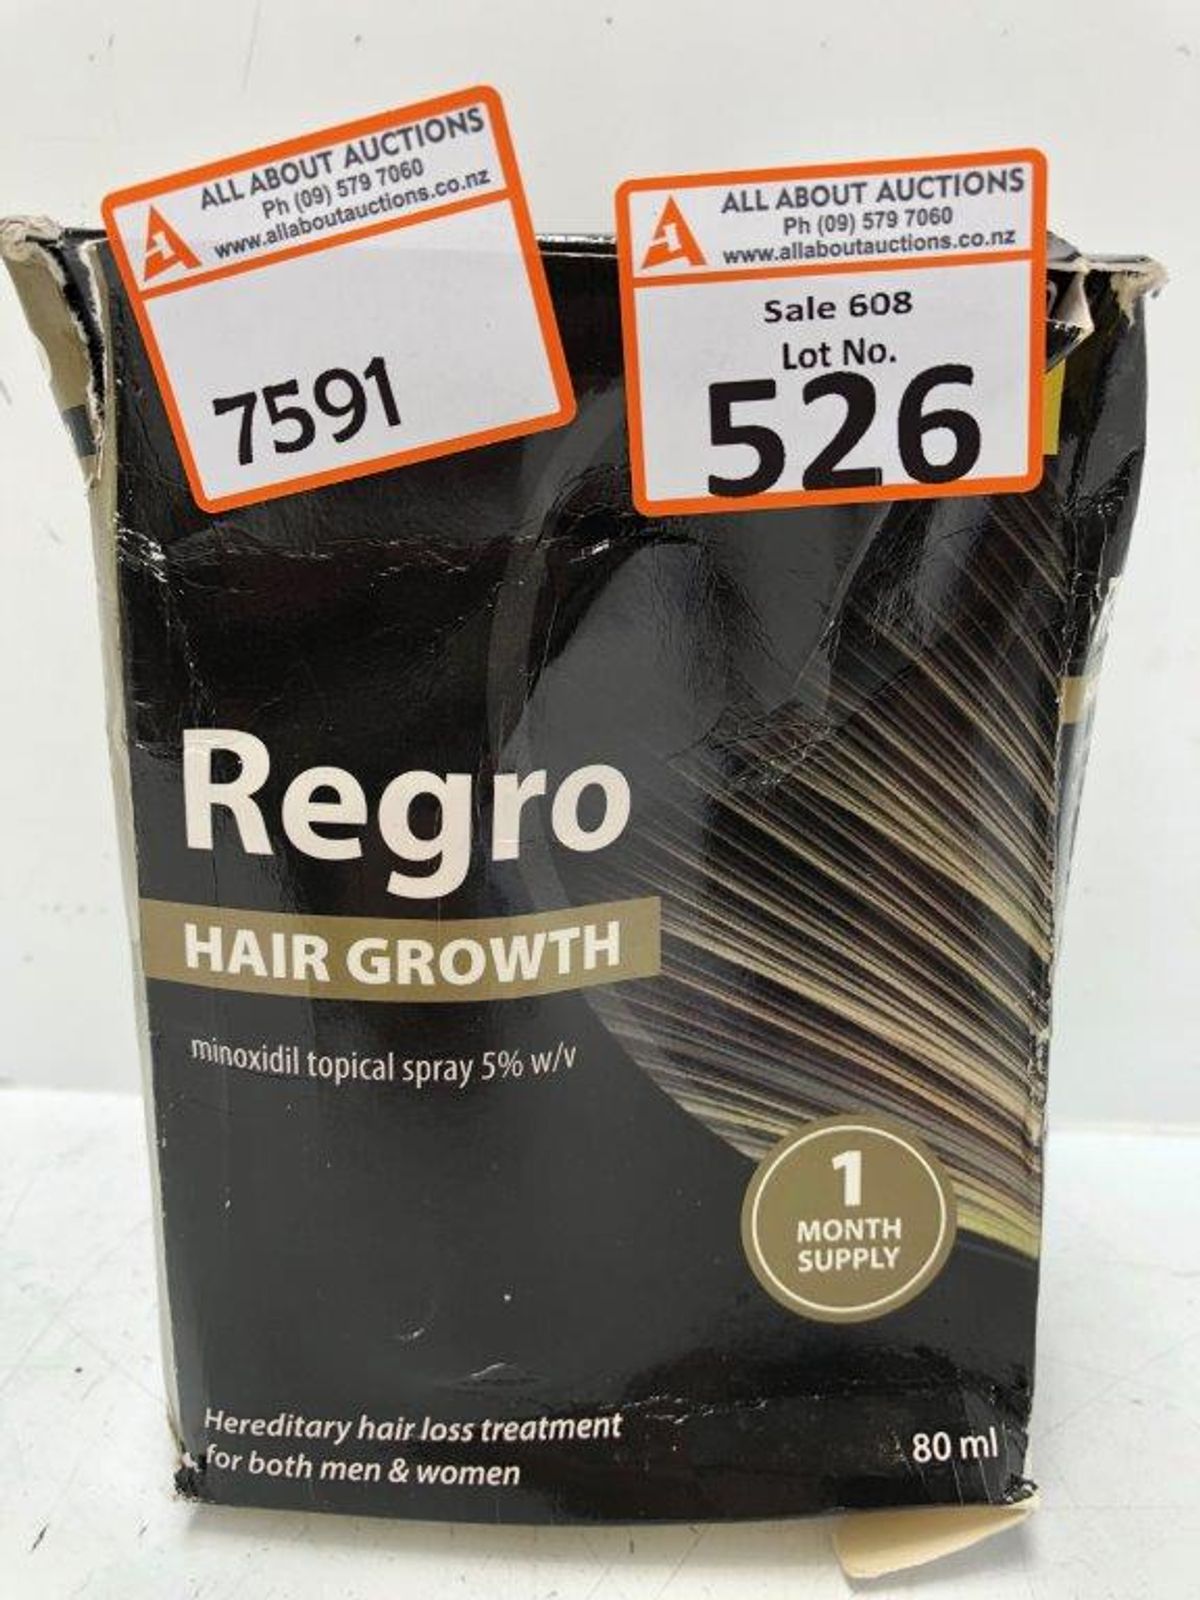 ALL ABOUT AUCTIONS
Ph (09) 579 7060
www.allaboutauctions.co.nz
7591
ALL ABOUT AUCTIONS
Ph (09) 579 7060
www.allaboutauctions.co.nz
Sale 608
Lot No.
526
Regro
HAIR GROWTH
minoxidil topical spray 5% w/v
1
MONTH
SUPPLY
Hereditary hair loss treatment
for both men & women
80 ml